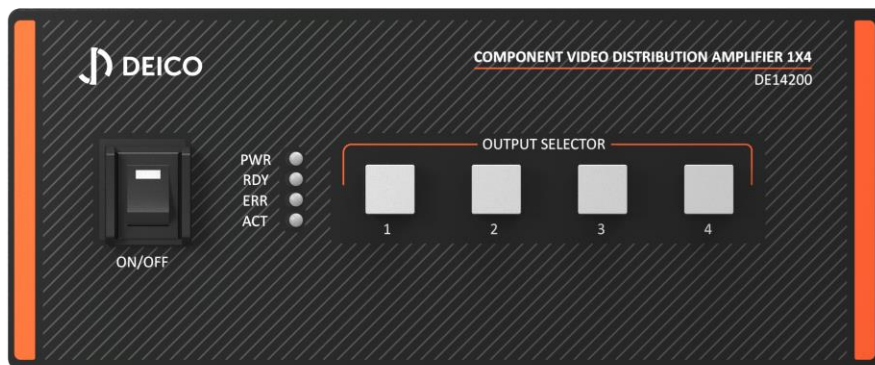 DEICO
COMPONENT VIDEO DISTRIBUTION AMPLIFIER 1X4
DE14200
OUTPUT SELECTOR
PWR
RDY
ERR
ACT
1 2 3 4
ON/OFF